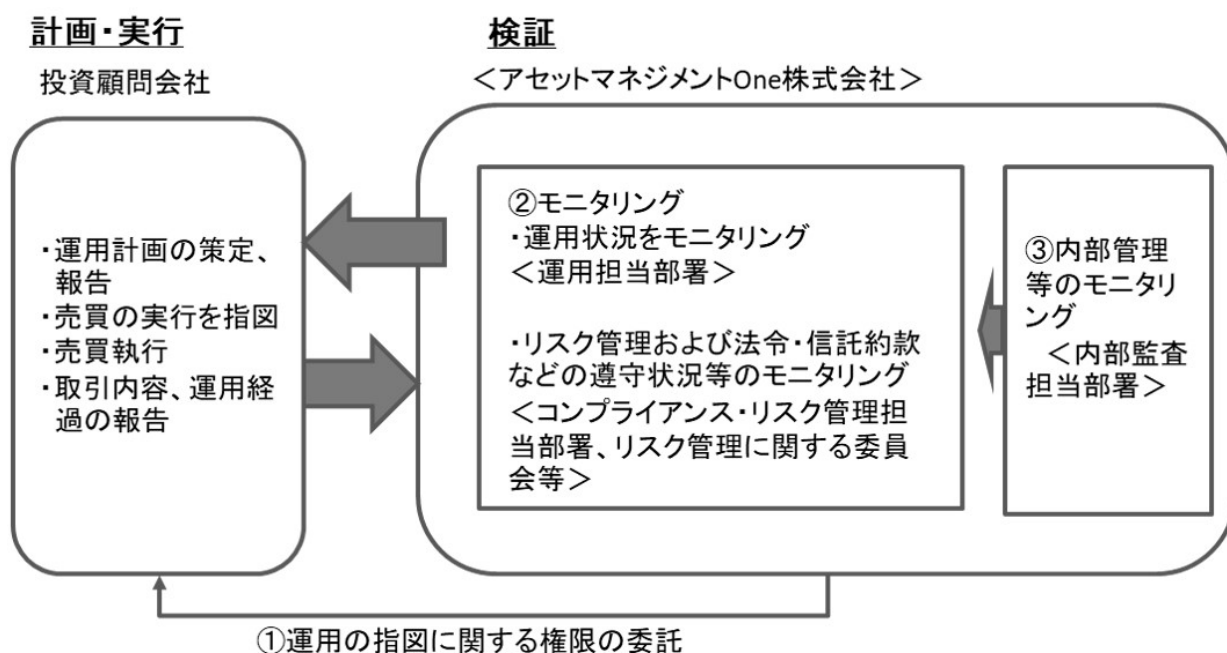 計画・実行
投資顧問会社
・運用計画の策定、
報告
・売買の実行を指図
・売買執行
・取引内容、運用経
過の報告
検証
＜アセットマネジメントOne株式会社＞
②モニタリング
・運用状況をモニタリング
＜運用担当部署＞
・リスク管理および法令・信託約款
などの遵守状況等のモニタリング
＜コンプライアンス・リスク管理担
当部署、リスク管理に関する委員
会等＞
③内部管理
等のモニタリ
ング
＜内部監査
担当部署＞
①運用の指図に関する権限の委託